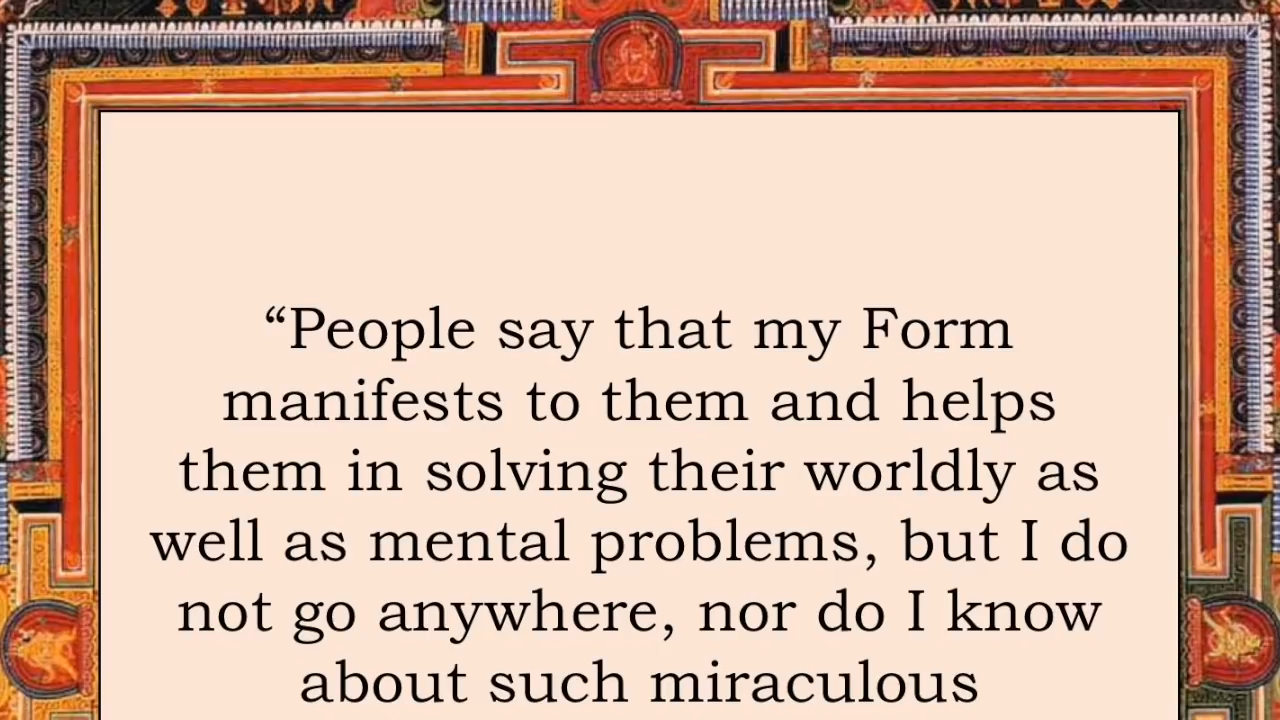 “People say that my Form
manifests to them and helps
them in solving their worldly as
well as mental problems, but I do
not go anywhere, nor do I know
about such miraculous